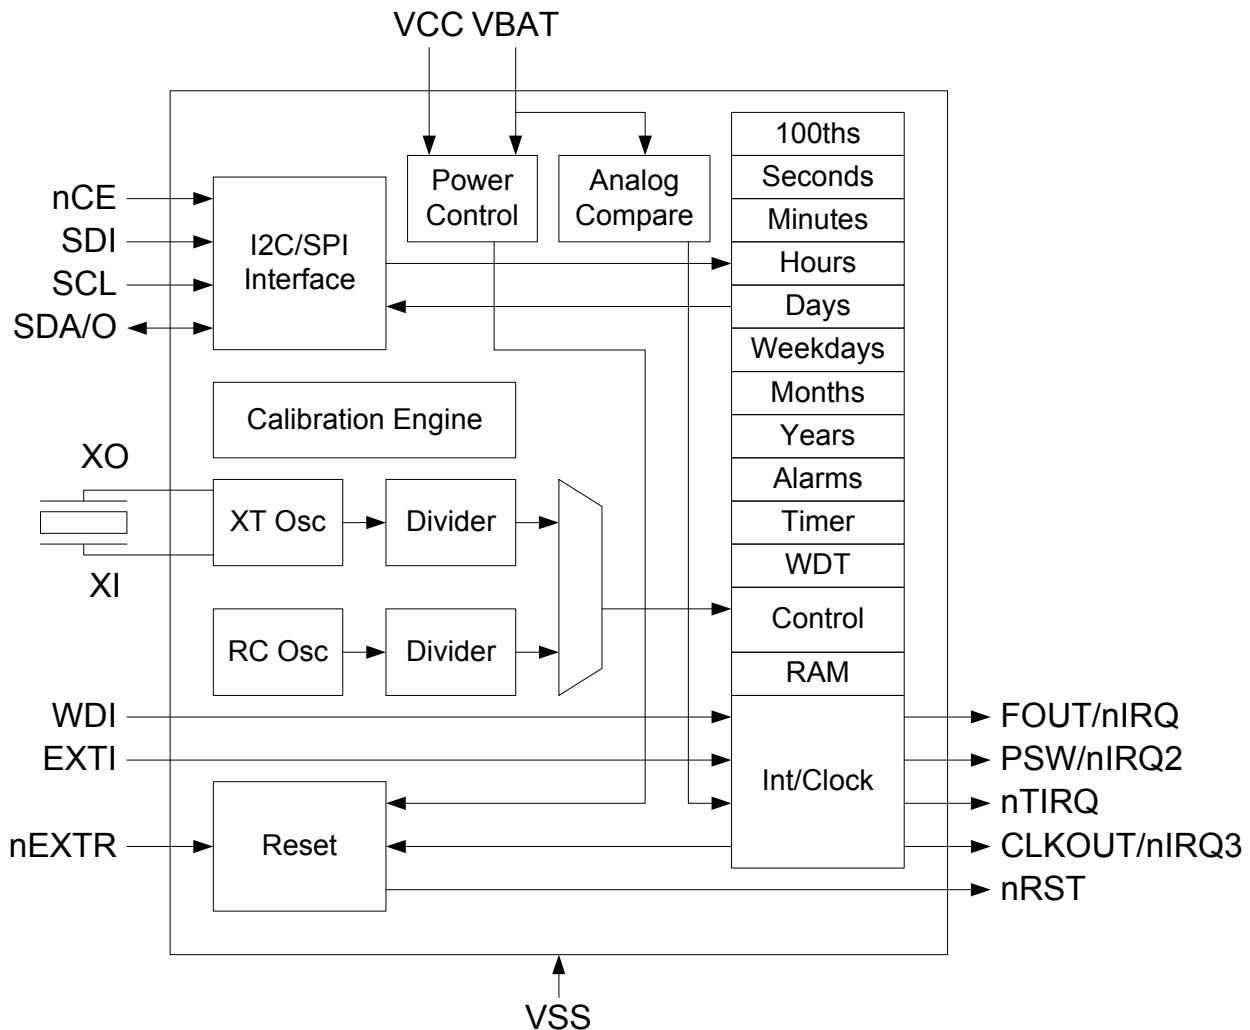 VCC VBAT
nCE
SDI
SCL
SDA/O
I2C/SPI
Interface
Power
Control
Analog
Compare
100ths
Seconds
Minutes
Hours
Days
Weekdays
Months
Years
Alarms
Timer
WDT
Control
RAM
Int/Clock
Calibration Engine
XO
XI
XT Osc
Divider
RC Osc
Divider
WDI
EXTI
nEXTR
Reset
FOUT/nIRQ
PSW/nIRQ2
nTIRQ
CLKOUT/nIRQ3
nRST
VSS